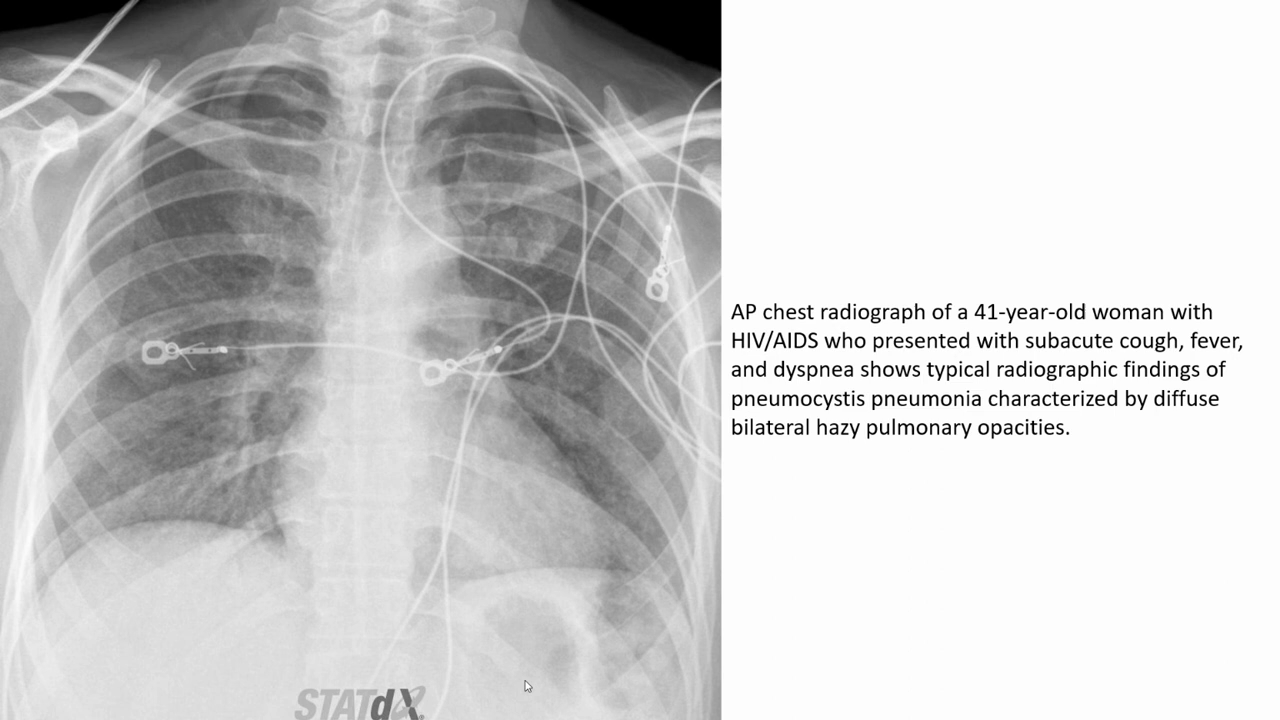 AP chest radiograph of a 41-year-old woman with
HIV/AIDS who presented with subacute cough, fever,
and dyspnea shows typical radiographic findings of
pneumocystis pneumonia characterized by diffuse
bilateral hazy pulmonary opacities.
STATdX